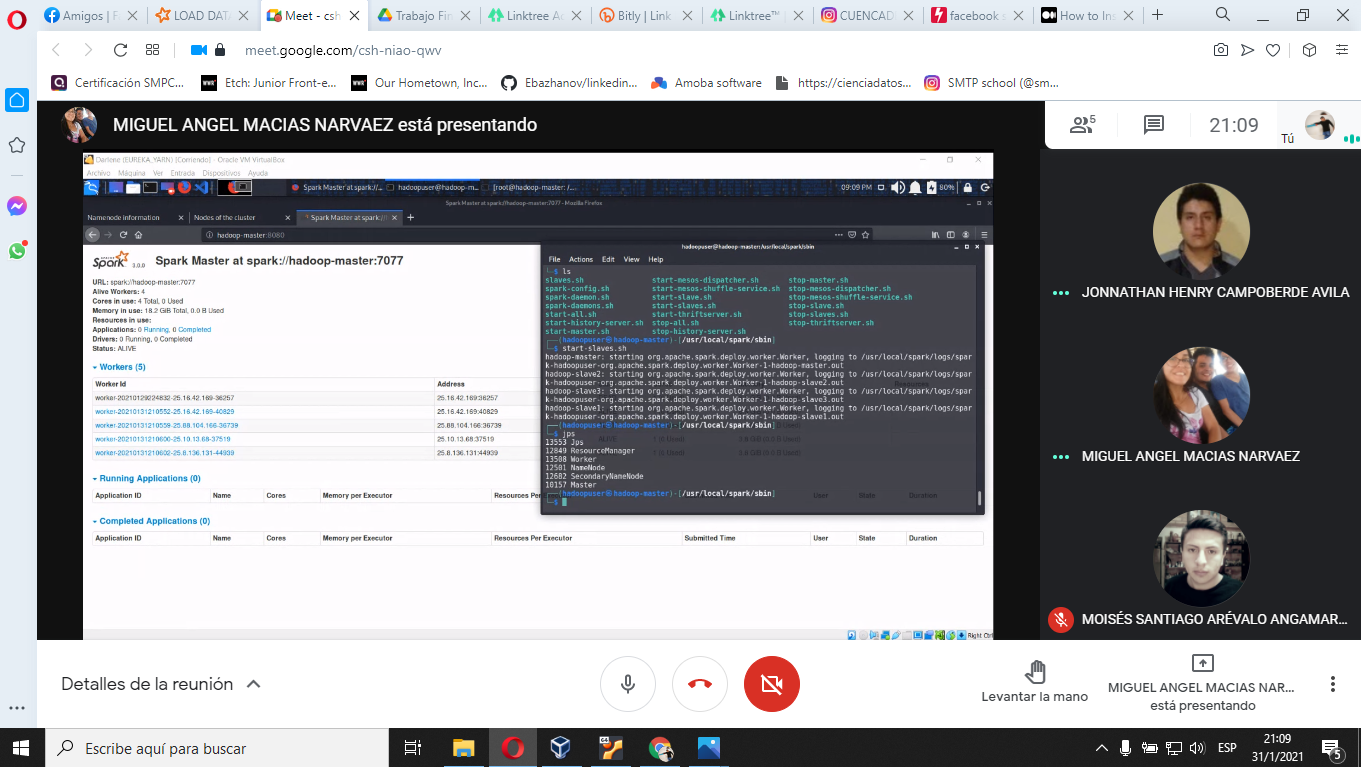 Amigos | F
LOAD DATA
Meet - csh
Trabajo Fin
Linktree Ad
Bitly | Link
Linktree™
CUENCAD
facebook s
How to Ins
meet.google.com/csh-niao-qwv
Certificación SMPC...
Etch: Junior Front-e...
Our Hometown, Inc...
Ebazhanov/linkedin...
Amoba software
https://cienciadatos...
SMTP school (@sm...
MIGUEL ANGEL MACIAS NARVAEZ está presentando
5
21:09
Tú
Darlene (EUREKA_YARN) [Corriendo] - Oracle VM VirtualBox
Archivo Máquina Ver Entrada Dispositivos Ayuda
Spark Master at spark://...
hadoopuser@hadoop-m...
[root@hadoop-master: /...
09:09 PM
80%
Spark Master at spark://hadoop-master:7077 - Mozilla Firefox
Namenode information
Nodes of the cluster
Spark Master at spark://
hadoop-master:8080
Spark 3.0.0
Spark Master at spark://hadoop-master:7077
URL: spark://hadoop-master:7077
Alive Workers: 4
Cores in use: 4 Total, 0 Used
Memory in use: 18.2 GiB Total, 0.0 B Used
Resources in use:
Applications: 0 Running, 0 Completed
Drivers: 0 Running, 0 Completed
Status: ALIVE
Workers (5)
Worker Id Address
worker-20210129224832-25.16.42.169-36257 25.16.42.169:36257
worker-20210131210552-25.16.42.169-40829 25.16.42.169:40829
worker-20210131210559-25.88.104.166-36739 25.88.104.166:36739
worker-20210131210600-25.10.13.68-37519 25.10.13.68:37519
worker-20210131210602-25.8.136.131-44939 25.8.136.131:44939
Running Applications (0)
Application ID Name Cores Memory per Executor Resources Per User State Duration
Completed Applications (0)
Application ID Name Cores Memory per Executor Resources Per Executor Submitted Time User State Duration
hadoopuser@hadoop-master:/usr/local/spark/sbin
File Actions Edit View Help
$ ls
slaves.sh start-mesos-dispatcher.sh stop-master.sh
spark-config.sh start-mesos-shuffle-service.sh stop-mesos-dispatcher.sh
spark-daemon.sh start-slave.sh stop-mesos-shuffle-service.sh
spark-daemons.sh start-slaves.sh stop-slave.sh
start-all.sh start-thriftserver.sh stop-slaves.sh
start-history-server.sh stop-all.sh stop-thriftserver.sh
start-master.sh stop-history-server.sh
(hadoopuser㉿hadoop-master)-[/usr/local/spark/sbin]
$ start-slaves.sh
hadoop-master: starting org.apache.spark.deploy.worker.Worker, logging to /usr/local/spark/logs/spar
k-hadoopuser-org.apache.spark.deploy.worker.Worker-1-hadoop-master.out
hadoop-slave2: starting org.apache.spark.deploy.worker.Worker, logging to /usr/local/spark/logs/spar
k-hadoopuser-org.apache.spark.deploy.worker.Worker-1-hadoop-slave2.out
hadoop-slave3: starting org.apache.spark.deploy.worker.Worker, logging to /usr/local/spark/logs/spar
k-hadoopuser-org.apache.spark.deploy.worker.Worker-1-hadoop-slave3.out
hadoop-slave1: starting org.apache.spark.deploy.worker.Worker, logging to /usr/local/spark/logs/spar
k-hadoopuser-org.apache.spark.deploy.worker.Worker-1-hadoop-slave1.out
(hadoopuser㉿hadoop-master)-[/usr/local/spark/sbin]
$ jps
13553 Jps
12849 ResourceManager
13508 Worker
12501 NameNode
12682 SecondaryNameNode
10157 Master
(hadoopuser㉿hadoop-master)-[/usr/local/spark/sbin]
$
Right Ctrl
JONNATHAN HENRY CAMPOBERDE AVILA
MIGUEL ANGEL MACIAS NARVAEZ
MOISÉS SANTIAGO ARÉVALO ANGAMAR...
Detalles de la reunión
Levantar la mano
MIGUEL ANGEL MACIAS NAR...
está presentando
Escribe aquí para buscar
ESP
21:09
31/1/2021
5